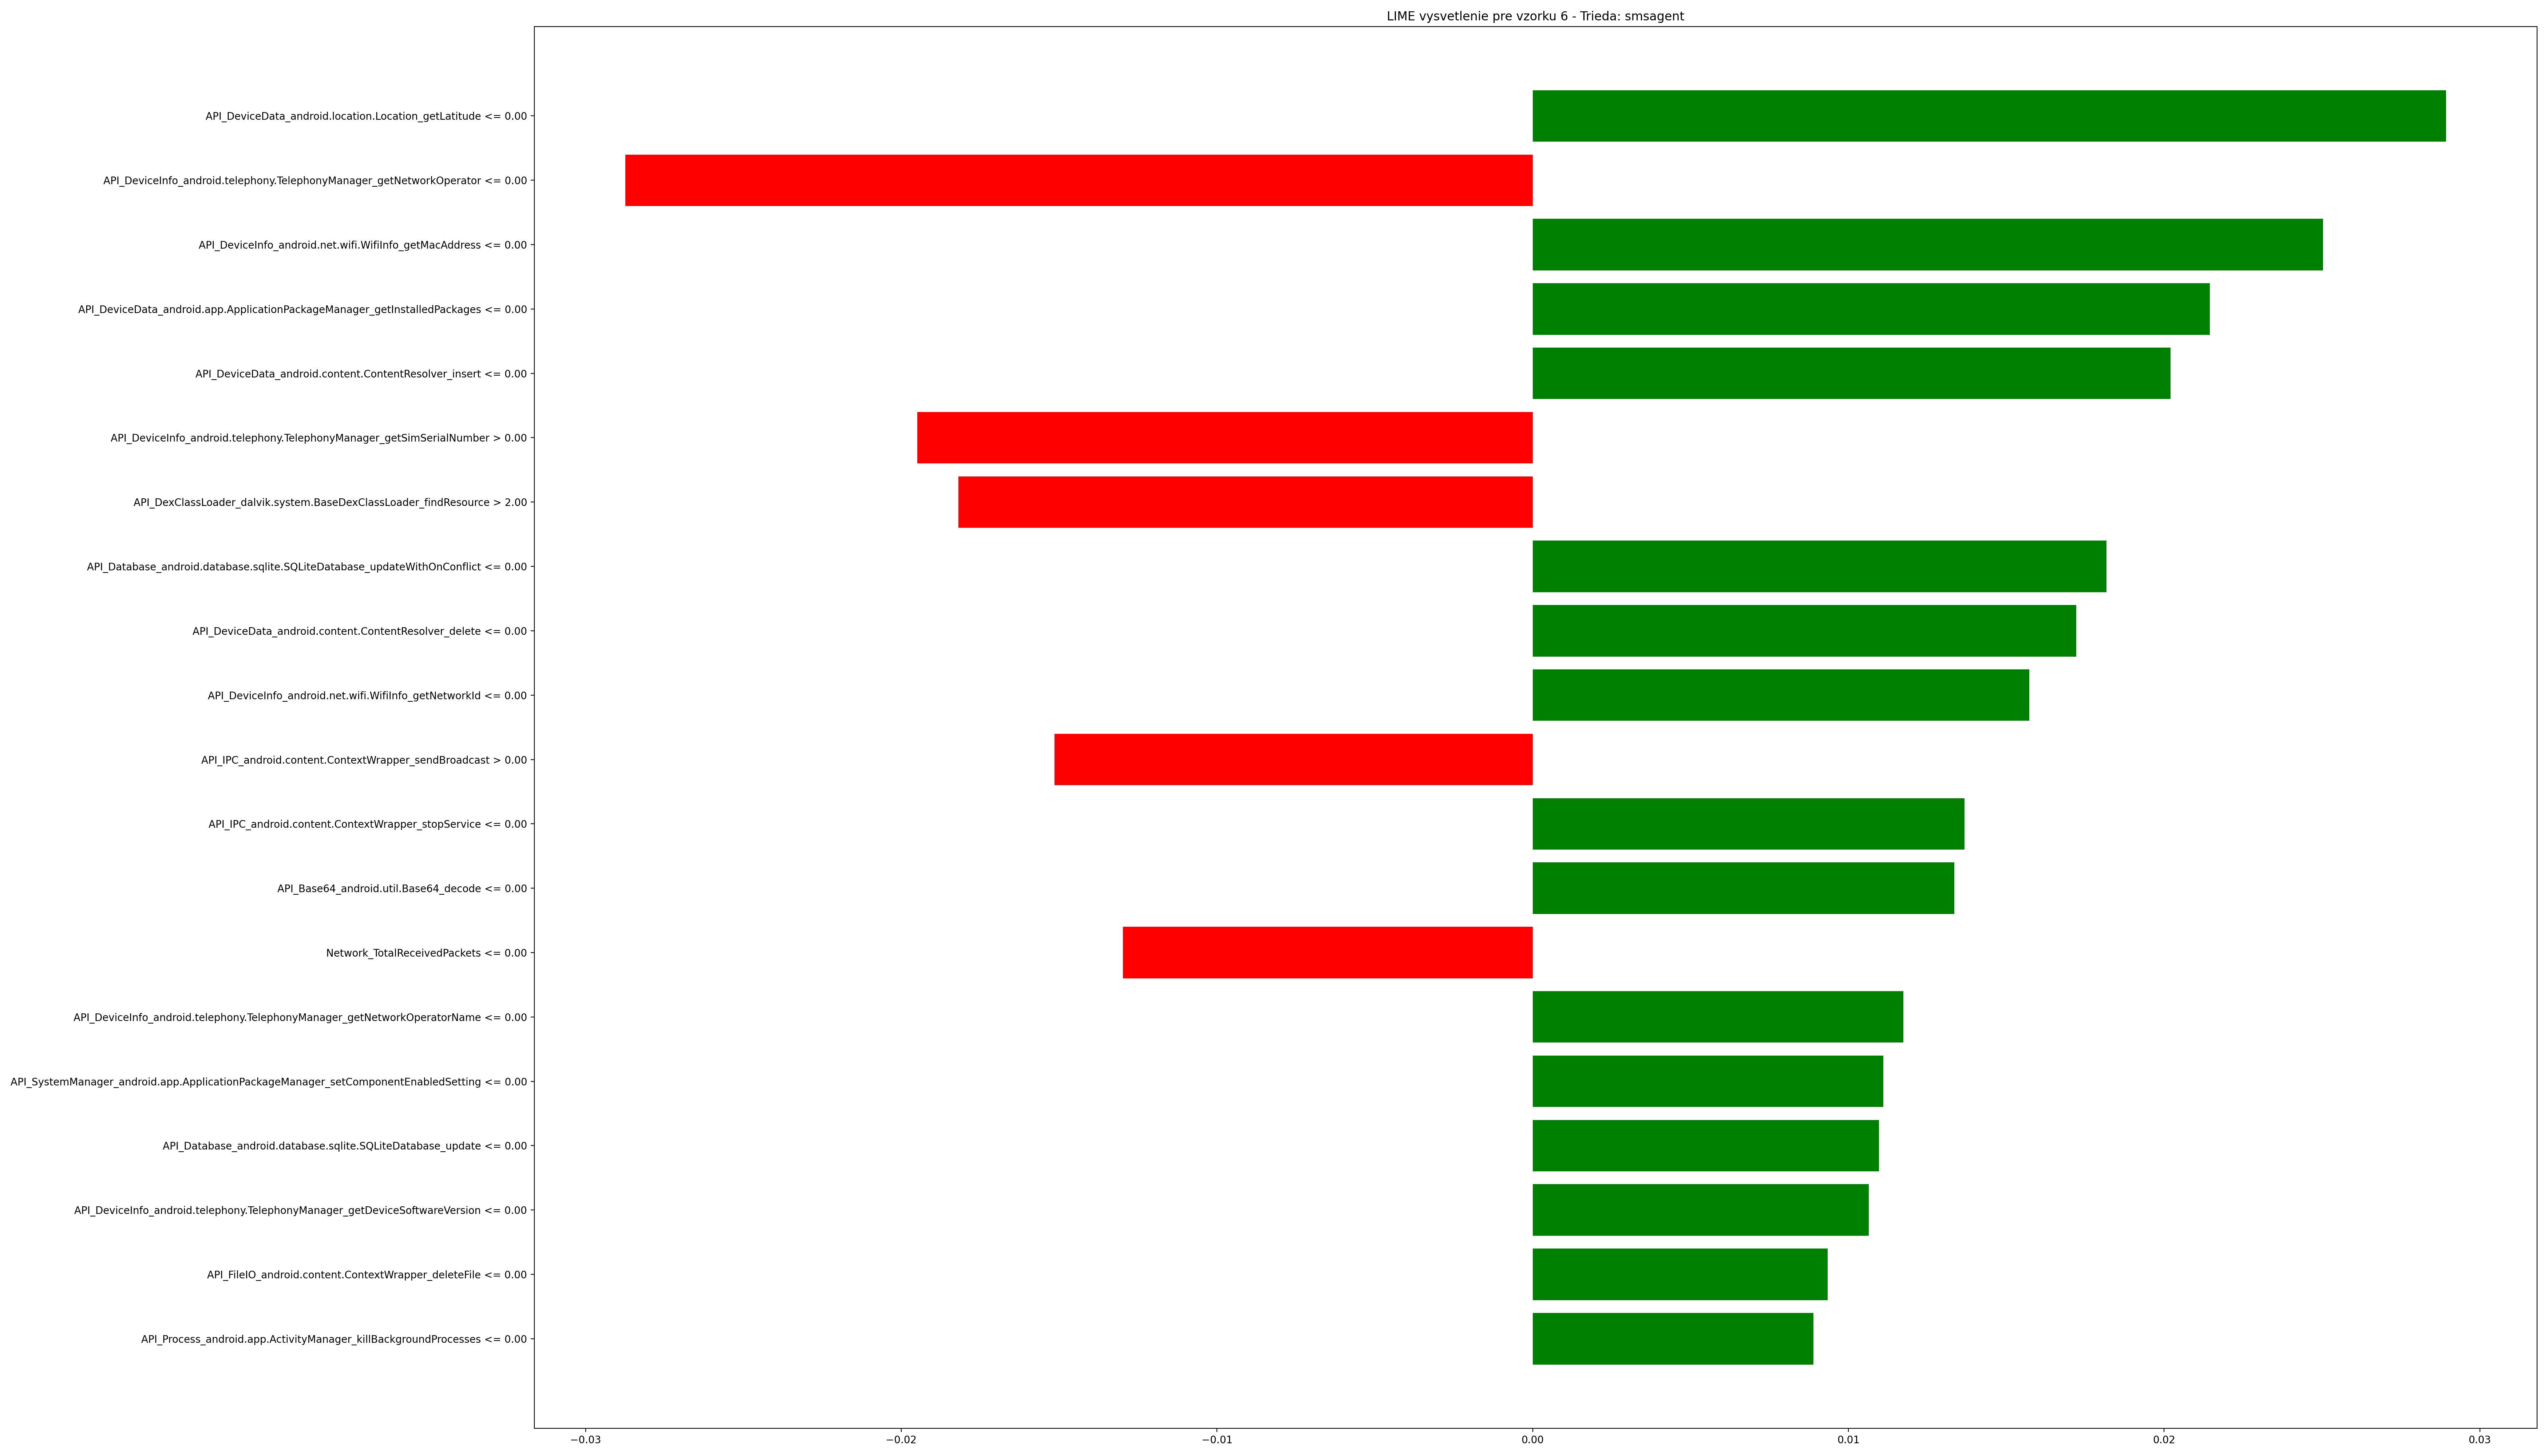 LIME vysvetlenie pre vzorku 6 - Trieda: smsagent
API_DeviceData_android.location.Location_getLatitude <= 0.00
API_DeviceInfo_android.telephony.TelephonyManager_getNetworkOperator <= 0.00
API_DeviceInfo_android.net.wifi.WifiInfo_getMacAddress <= 0.00
API_DeviceData_android.app.ApplicationPackageManager_getInstalledPackages <= 0.00
API_DeviceData_android.content.ContentResolver_insert <= 0.00
API_DeviceInfo_android.telephony.TelephonyManager_getSimSerialNumber > 0.00
API_DexClassLoader_dalvik.system.BaseDexClassLoader_findResource > 2.00
API_Database_android.database.sqlite.SQLiteDatabase_updateWithOnConflict <= 0.00
API_DeviceData_android.content.ContentResolver_delete <= 0.00
API_DeviceInfo_android.net.wifi.WifiInfo_getNetworkId <= 0.00
API_IPC_android.content.ContextWrapper_sendBroadcast > 0.00
API_IPC_android.content.ContextWrapper_stopService <= 0.00
API_Base64_android.util.Base64_decode <= 0.00
Network_TotalReceivedPackets <= 0.00
API_DeviceInfo_android.telephony.TelephonyManager_getNetworkOperatorName <= 0.00
API_SystemManager_android.app.ApplicationPackageManager_setComponentEnabledSetting <= 0.00
API_Database_android.database.sqlite.SQLiteDatabase_update <= 0.00
API_DeviceInfo_android.telephony.TelephonyManager_getDeviceSoftwareVersion <= 0.00
API_FileIO_android.content.ContextWrapper_deleteFile <= 0.00
API_Process_android.app.ActivityManager_killBackgroundProcesses <= 0.00
−0.03 −0.02 −0.01 0.00 0.01 0.02 0.03